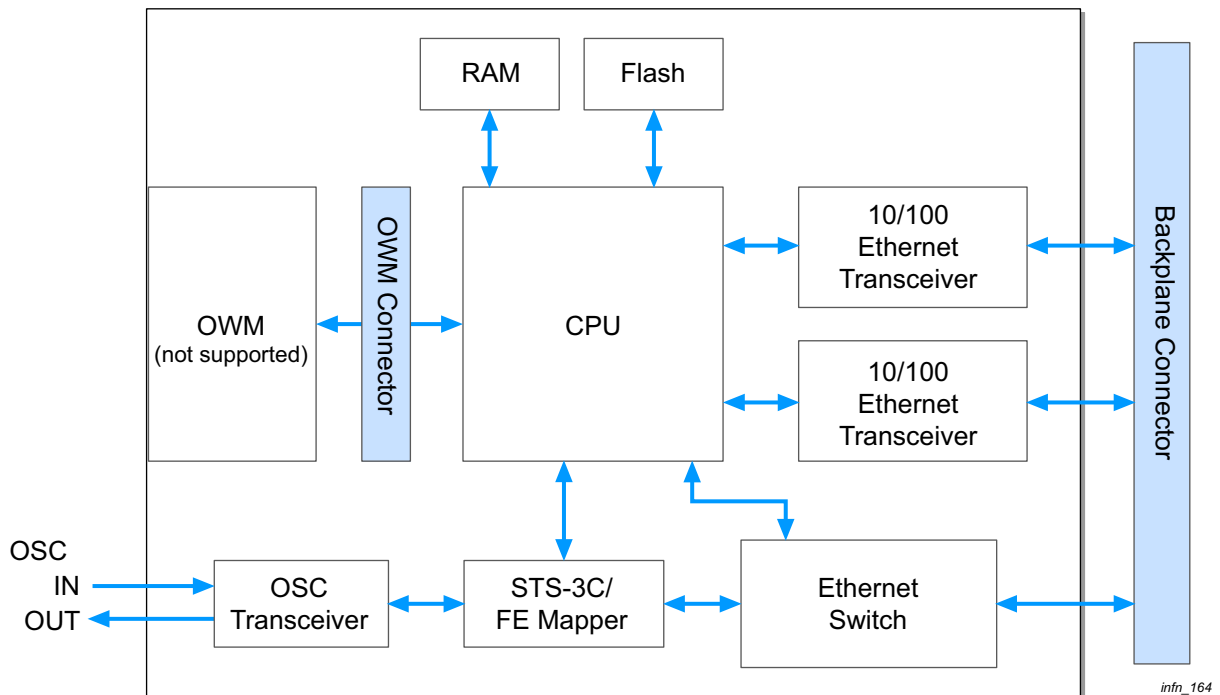 RAM
Flash
OWM
(not supported)
OWM Connector
CPU
10/100
Ethernet
Transceiver
10/100
Ethernet
Transceiver
Backplane Connector
OSC
IN
OUT
OSC
Transceiver
STS-3C/
FE Mapper
Ethernet
Switch
infn_164